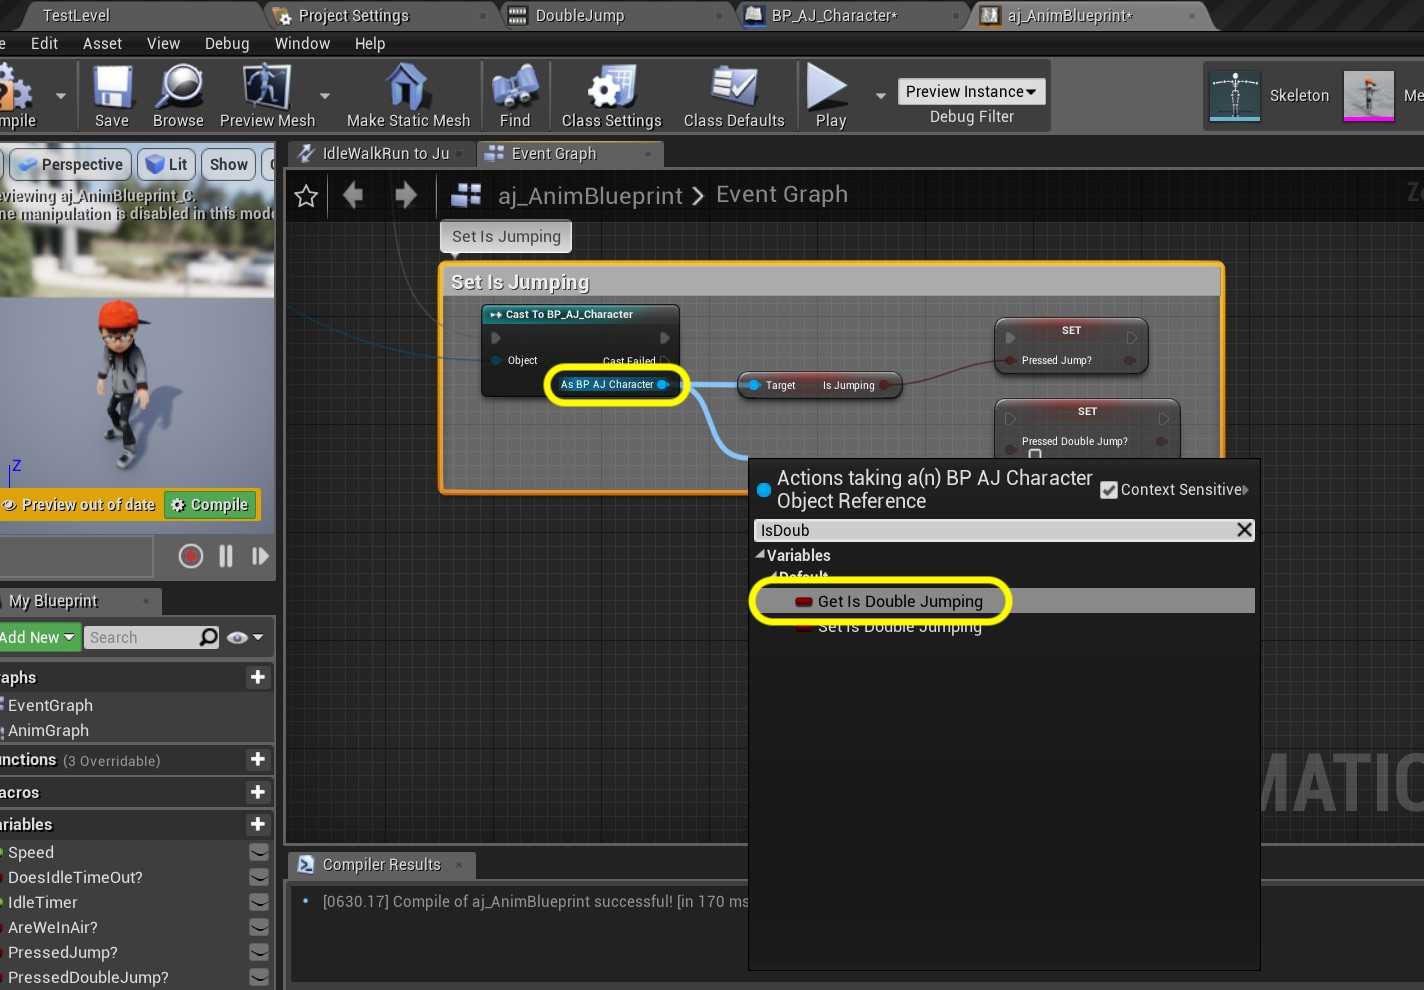 TestLevel
Project Settings
DoubleJump
BP_AJ_Character*
aj_AnimBlueprint*
Edit Asset View Debug Window Help
Save
Browse
Preview Mesh
Make Static Mesh
Find
Class Settings
Class Defaults
Play
Preview Instance
Debug Filter
Skeleton
Perspective
Lit
Show
IdleWalkRun to Ju
Event Graph
aj_AnimBlueprint
Event Graph
eviewing aj_AnimBlueprint_C.
ne manipulation is disabled in this mode
Set Is Jumping
Set Is Jumping
Cast To BP_AJ_Character
Object
Cast Failed
As BP AJ Character
Target
Is Jumping
SET
Pressed Jump?
SET
Pressed Double Jump?
Actions taking a(n) BP AJ Character
Object Reference
Context Sensitive
IsDoub
Variables
Default
Get Is Double Jumping
Set Is Double Jumping
Z
Preview out of date
Compile
My Blueprint
Add New
Search
aphs
EventGraph
AnimGraph
unctions (3 Overridable)
acros
ariables
Speed
DoesIdleTimeOut?
IdleTimer
AreWeInAir?
PressedJump?
PressedDoubleJump?
MATIC
Compiler Results
[0630.17] Compile of aj_AnimBlueprint successful! [in 170 ms